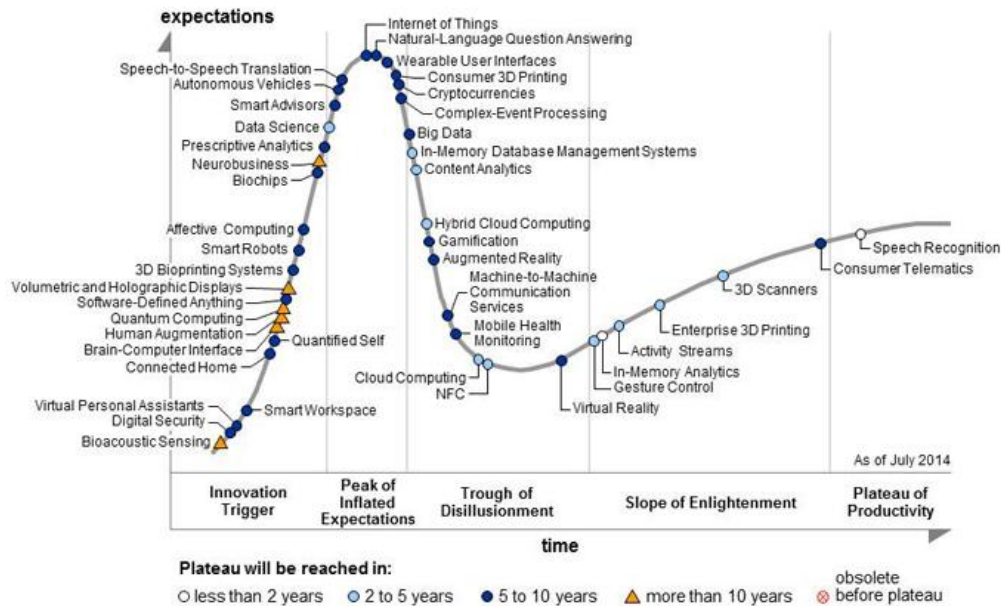 expectations
Internet of Things
Natural-Language Question Answering
Wearable User Interfaces
Consumer 3D Printing
Cryptocurrencies
Complex-Event Processing
Speech-to-Speech Translation
Autonomous Vehicles
Smart Advisors
Data Science
Prescriptive Analytics
Neurobusiness
Biochips
Big Data
In-Memory Database Management Systems
Content Analytics
Affective Computing
Smart Robots
3D Bioprinting Systems
Volumetric and Holographic Displays
Software-Defined Anything
Quantum Computing
Human Augmentation
Brain-Computer Interface
Connected Home
Quantified Self
Virtual Personal Assistants
Digital Security
Bioacoustic Sensing
Smart Workspace
Hybrid Cloud Computing
Gamification
Augmented Reality
Machine-to-Machine
Communication
Services
Mobile Health
Monitoring
Cloud Computing
NFC
Virtual Reality
Gesture Control
In-Memory Analytics
Activity Streams
Enterprise 3D Printing
3D Scanners
Consumer Telematics
Speech Recognition
As of July 2014
Innovation
Trigger
Peak of
Inflated
Expectations
Trough of
Disillusionment
Slope of Enlightenment
Plateau of
Productivity
time
Plateau will be reached in:
less than 2 years
2 to 5 years
5 to 10 years
more than 10 years
obsolete
before plateau